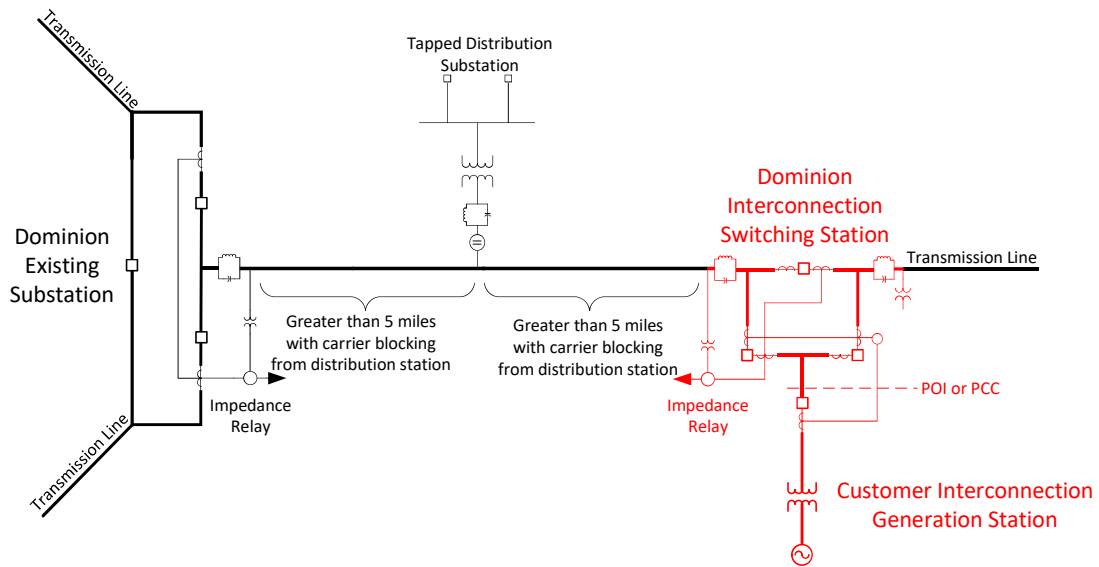 Transmission Line
Tapped Distribution
Substation
Dominion
Interconnection
Switching Station
Dominion
Existing
Substation
Transmission Line
Greater than 5 miles
with carrier blocking
from distribution station
Greater than 5 miles
with carrier blocking
from distribution station
Impedance
Relay
Impedance
Relay
POI or PCC
Transmission Line
Customer Interconnection
Generation Station